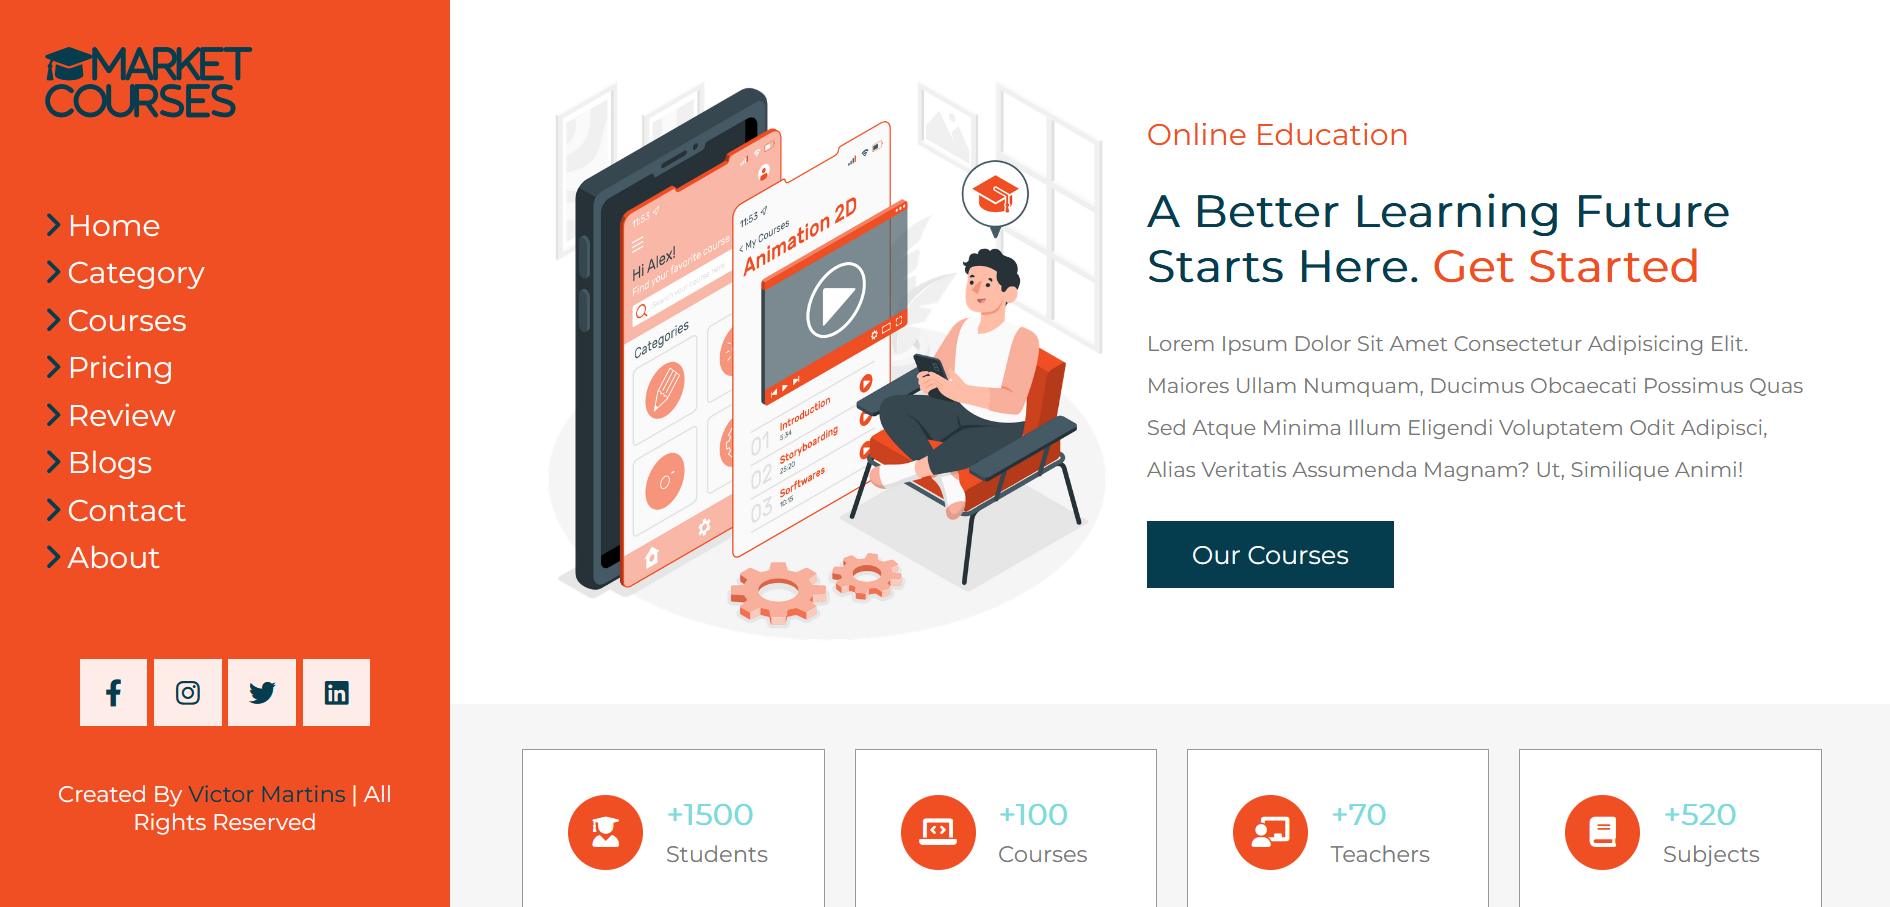 MARKET
COURSES
Home
Category
Courses
Pricing
Review
Blogs
Contact
About
Created By Victor Martins | All
Rights Reserved
11:53
Hi Alex!
Find your favorite course
Search your course here
Categories
11:53
< My Courses
Animation 2D
01 Introduction
5:34
02 Storyboarding
25:20
03 Sorftwares
10:15
Online Education
A Better Learning Future
Starts Here. Get Started
Lorem Ipsum Dolor Sit Amet Consectetur Adipisicing Elit.
Maiores Ullam Numquam, Ducimus Obcaecati Possimus Quas
Sed Atque Minima Illum Eligendi Voluptatem Odit Adipisci,
Alias Veritatis Assumenda Magnam? Ut, Similique Animi!
Our Courses
+1500
Students
+100
Courses
+70
Teachers
+520
Subjects